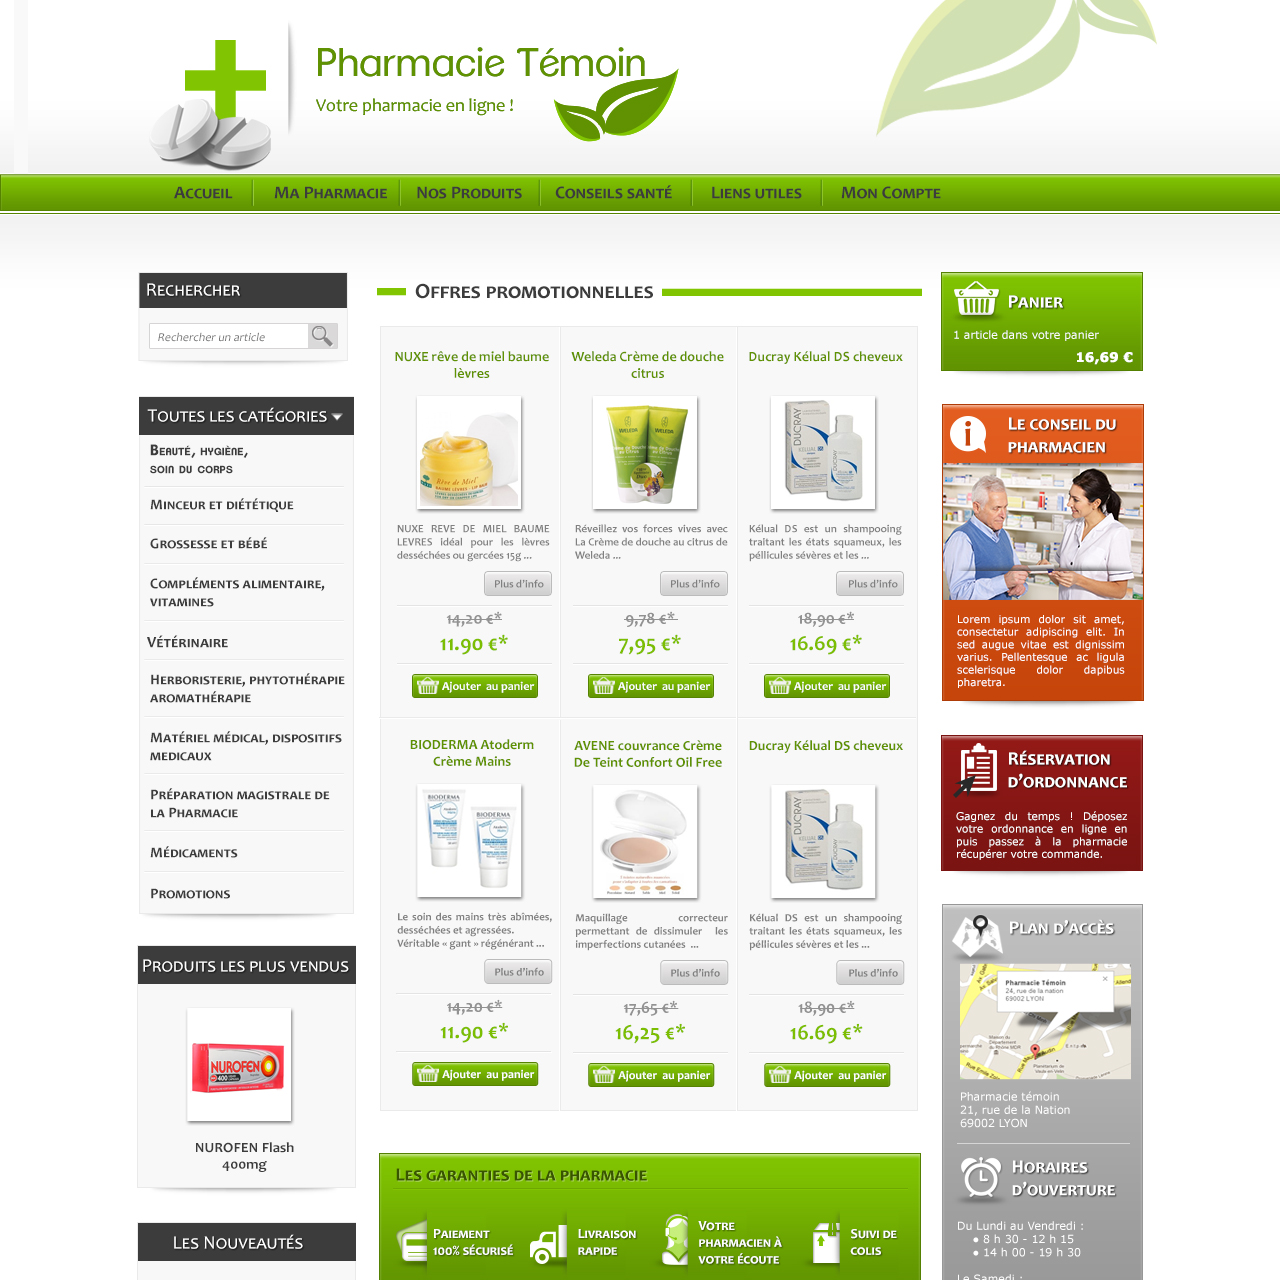 Pharmacie Témoin
Votre pharmacie en ligne !
Accueil
Ma Pharmacie
Nos Produits
Conseils santé
Liens utiles
Mon Compte
Rechercher
Rechercher un article
Toutes les catégories
Beauté, hygiène,
soin du corps
Minceur et diététique
Grossesse et bébé
Compléments alimentaire,
vitamines
Vétérinaire
Herboristerie, phytothérapie
aromathérapie
Matériel médical, dispositifs
medicaux
Préparation magistrale de
la Pharmacie
Médicaments
Promotions
Produits les plus vendus
NUROFEN
400
NUROFEN Flash
400mg
Les Nouveautés
Offres promotionnelles
NUXE rêve de miel baume
lèvres
Rêve de Miel
NUXE REVE DE MIEL BAUME
LEVRES idéal pour les lèvres
desséchées ou gercées 15g ...
Plus d'info
14,20 €*
11.90 €*
Ajouter au panier
Weleda Crème de douche
citrus
WELEDA
WELEDA
Réveillez vos forces vives avec
La Crème de douche au citrus de
Weleda ...
Plus d'info
9,78 €*
7,95 €*
Ajouter au panier
Ducray Kélual DS cheveux
DUCRAY
KELUAL DS
Kélual DS est un shampooing
traitant les états squameux, les
péllicules sévères et les ...
Plus d'info
18,90 €*
16.69 €*
Ajouter au panier
BIODERMA Atoderm
Crème Mains
BIODERMA
BIODERMA
Le soin des mains très abîmées,
desséchées et agressées.
Véritable « gant » régénérant ...
Plus d'info
14,20 €*
11.90 €*
Ajouter au panier
AVENE couvrance Crème
De Teint Confort Oil Free
Maquillage correcteur
permettant de dissimuler les
imperfections cutanées ...
Plus d'info
17,65 €*
16,25 €*
Ajouter au panier
Ducray Kélual DS cheveux
DUCRAY
KELUAL DS
Kélual DS est un shampooing
traitant les états squameux, les
péllicules sévères et les ...
Plus d'info
18,90 €*
16.69 €*
Ajouter au panier
Les garanties de la pharmacie
Paiement
100% sécurisé
Livraison
rapide
Votre
pharmacien à
votre écoute
Suivi de
colis
Panier
1 article dans votre panier
16,69 €
Le conseil du
pharmacien
Lorem ipsum dolor sit amet,
consectetur adipiscing elit. In
sed augue vitae est dignissim
varius. Pellentesque ac ligula
scelerisque dolor dapibus
pharetra.
Réservation
d'ordonnance
Gagnez du temps ! Déposez
votre ordonnance en ligne en
puis passez à la pharmacie
récupérer votre commande.
Plan d'accès
Pharmacie Témoin
24, rue de la nation
69002 LYON
Pharmacie témoin
21, rue de la Nation
69002 LYON
Horaires
d'ouverture
Du Lundi au Vendredi :
● 8 h 30 - 12 h 15
● 14 h 00 - 19 h 30
Le Samedi :